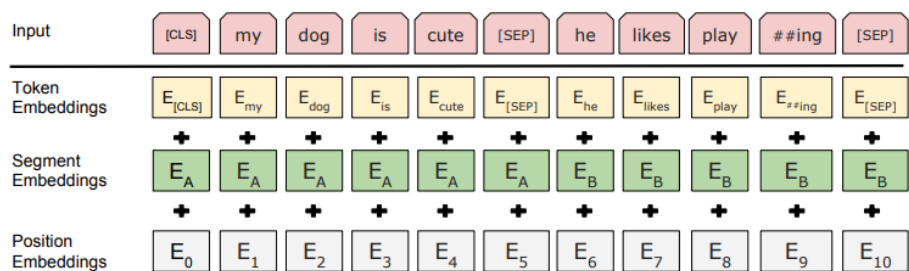 Input [CLS] my dog is cute [SEP] he likes play ##ing [SEP]
Token Embeddings E[CLS] Emy Edog Eis Ecute E[SEP] Ehe Elikes Eplay E##ing E[SEP]
+ + + + + + + + + + +
Segment Embeddings EA EA EA EA EA EA EB EB EB EB EB
+ + + + + + + + + + +
Position Embeddings E0 E1 E2 E3 E4 E5 E6 E7 E8 E9 E10